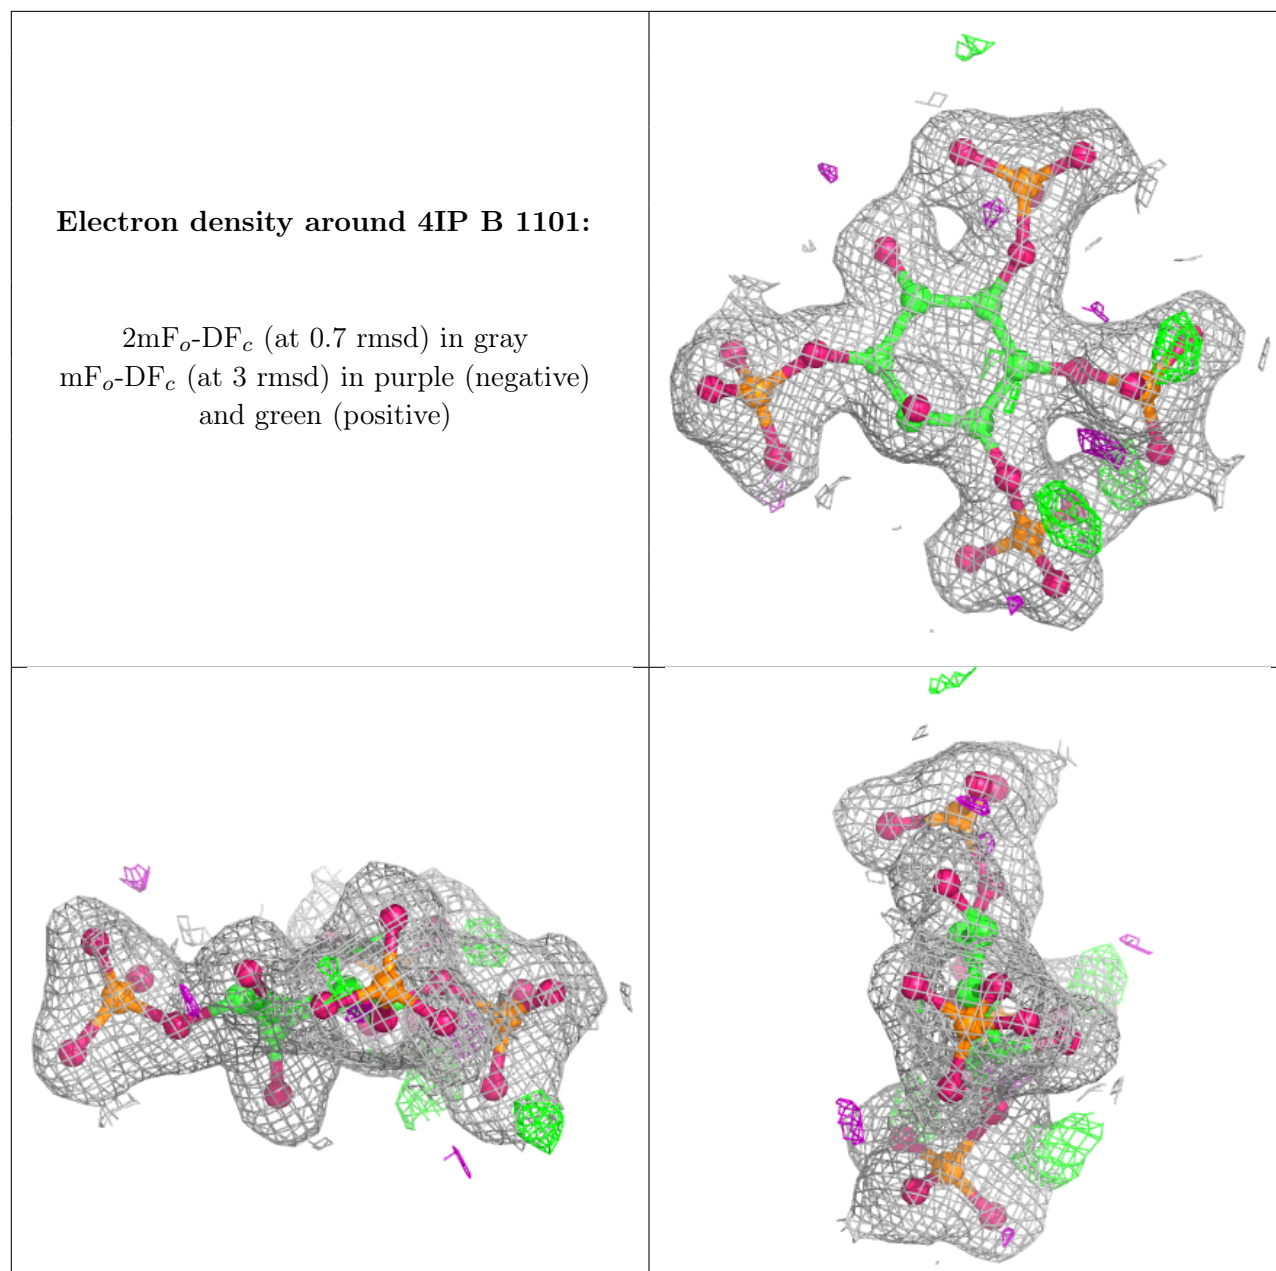 Electron density around 4IP B 1101:
2mFo-DFc (at 0.7 rmsd) in gray
mFo-DFc (at 3 rmsd) in purple (negative)
and green (positive)